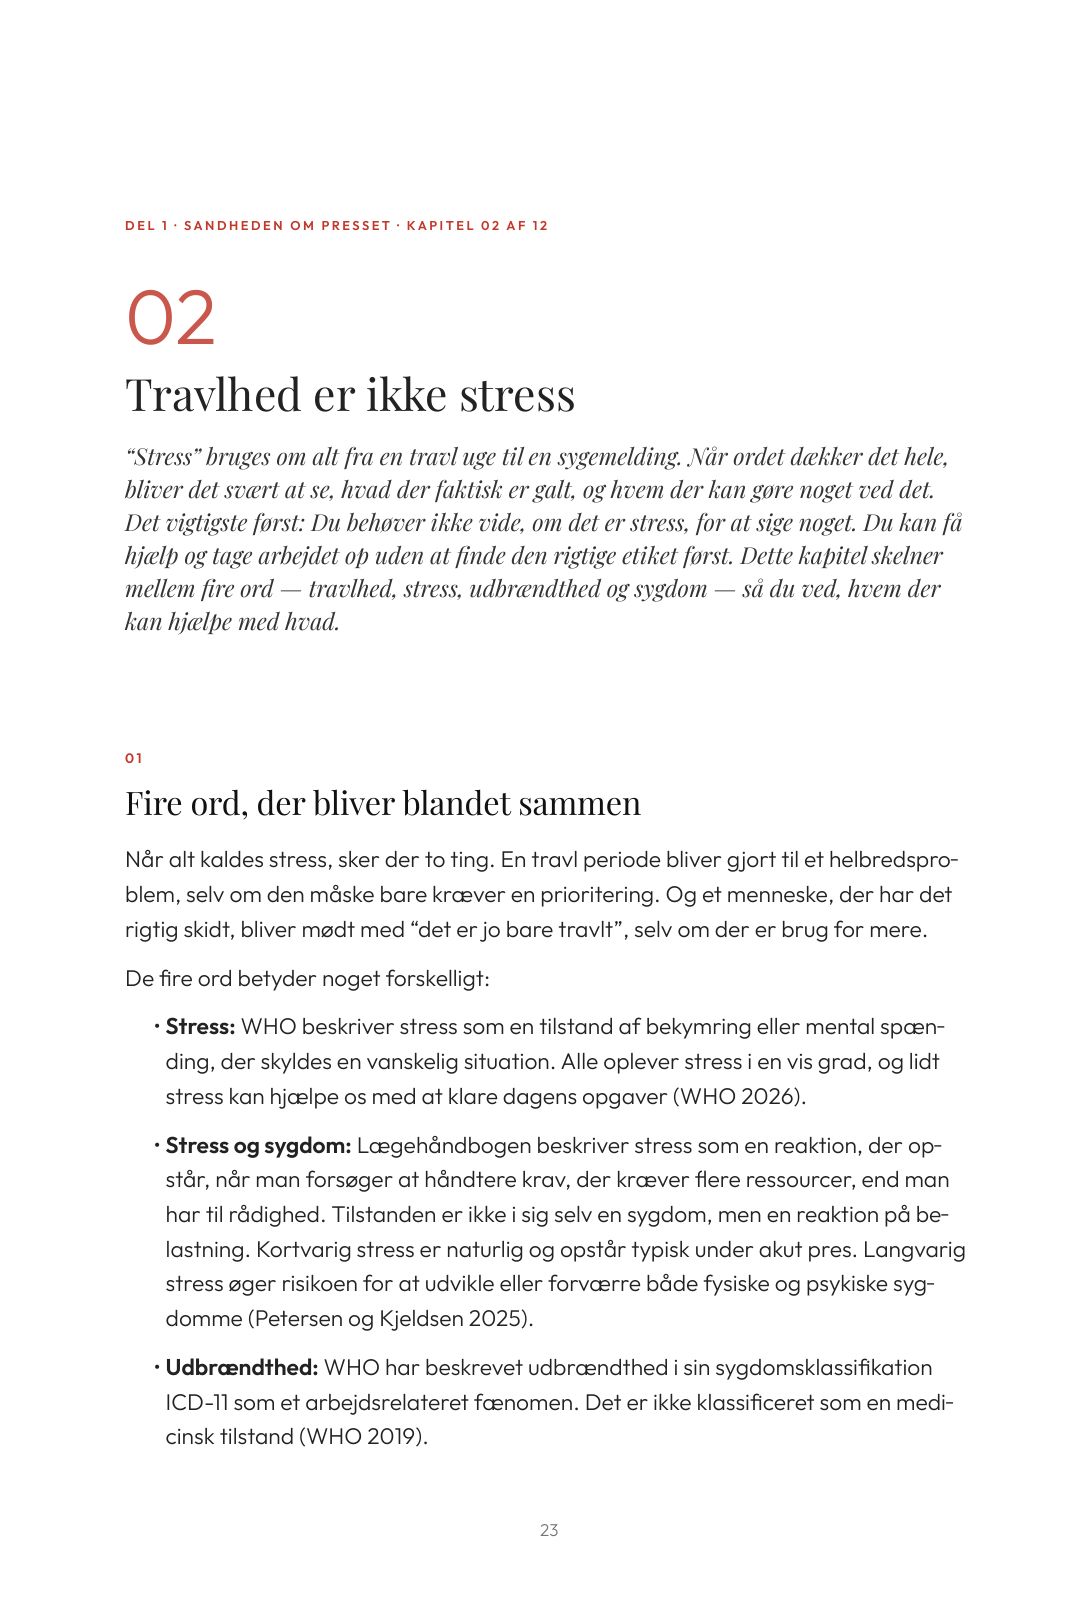 DEL 1 · SANDHEDEN OM PRESSET · KAPITEL 02 AF 12
02
Travlhed er ikke stress
“Stress” bruges om alt fra en travl uge til en sygemelding. Når ordet dækker det hele,
bliver det svært at se, hvad der faktisk er galt, og hvem der kan gøre noget ved det.
Det vigtigste først: Du behøver ikke vide, om det er stress, for at sige noget. Du kan få
hjælp og tage arbejdet op uden at finde den rigtige etiket først. Dette kapitel skelner
mellem fire ord — travlhed, stress, udbrændthed og sygdom — så du ved, hvem der
kan hjælpe med hvad.
01
Fire ord, der bliver blandet sammen
Når alt kaldes stress, sker der to ting. En travl periode bliver gjort til et helbredspro-
blem, selv om den måske bare kræver en prioritering. Og et menneske, der har det
rigtig skidt, bliver mødt med “det er jo bare travlt”, selv om der er brug for mere.
De fire ord betyder noget forskelligt:
· Stress: WHO beskriver stress som en tilstand af bekymring eller mental spæn-
ding, der skyldes en vanskelig situation. Alle oplever stress i en vis grad, og lidt
stress kan hjælpe os med at klare dagens opgaver (WHO 2026).
· Stress og sygdom: Lægehåndbogen beskriver stress som en reaktion, der op-
står, når man forsøger at håndtere krav, der kræver flere ressourcer, end man
har til rådighed. Tilstanden er ikke i sig selv en sygdom, men en reaktion på be-
lastning. Kortvarig stress er naturlig og opstår typisk under akut pres. Langvarig
stress øger risikoen for at udvikle eller forværre både fysiske og psykiske syg-
domme (Petersen og Kjeldsen 2025).
· Udbrændthed: WHO har beskrevet udbrændthed i sin sygdomsklassifikation
ICD-11 som et arbejdsrelateret fænomen. Det er ikke klassificeret som en medi-
cinsk tilstand (WHO 2019).
23